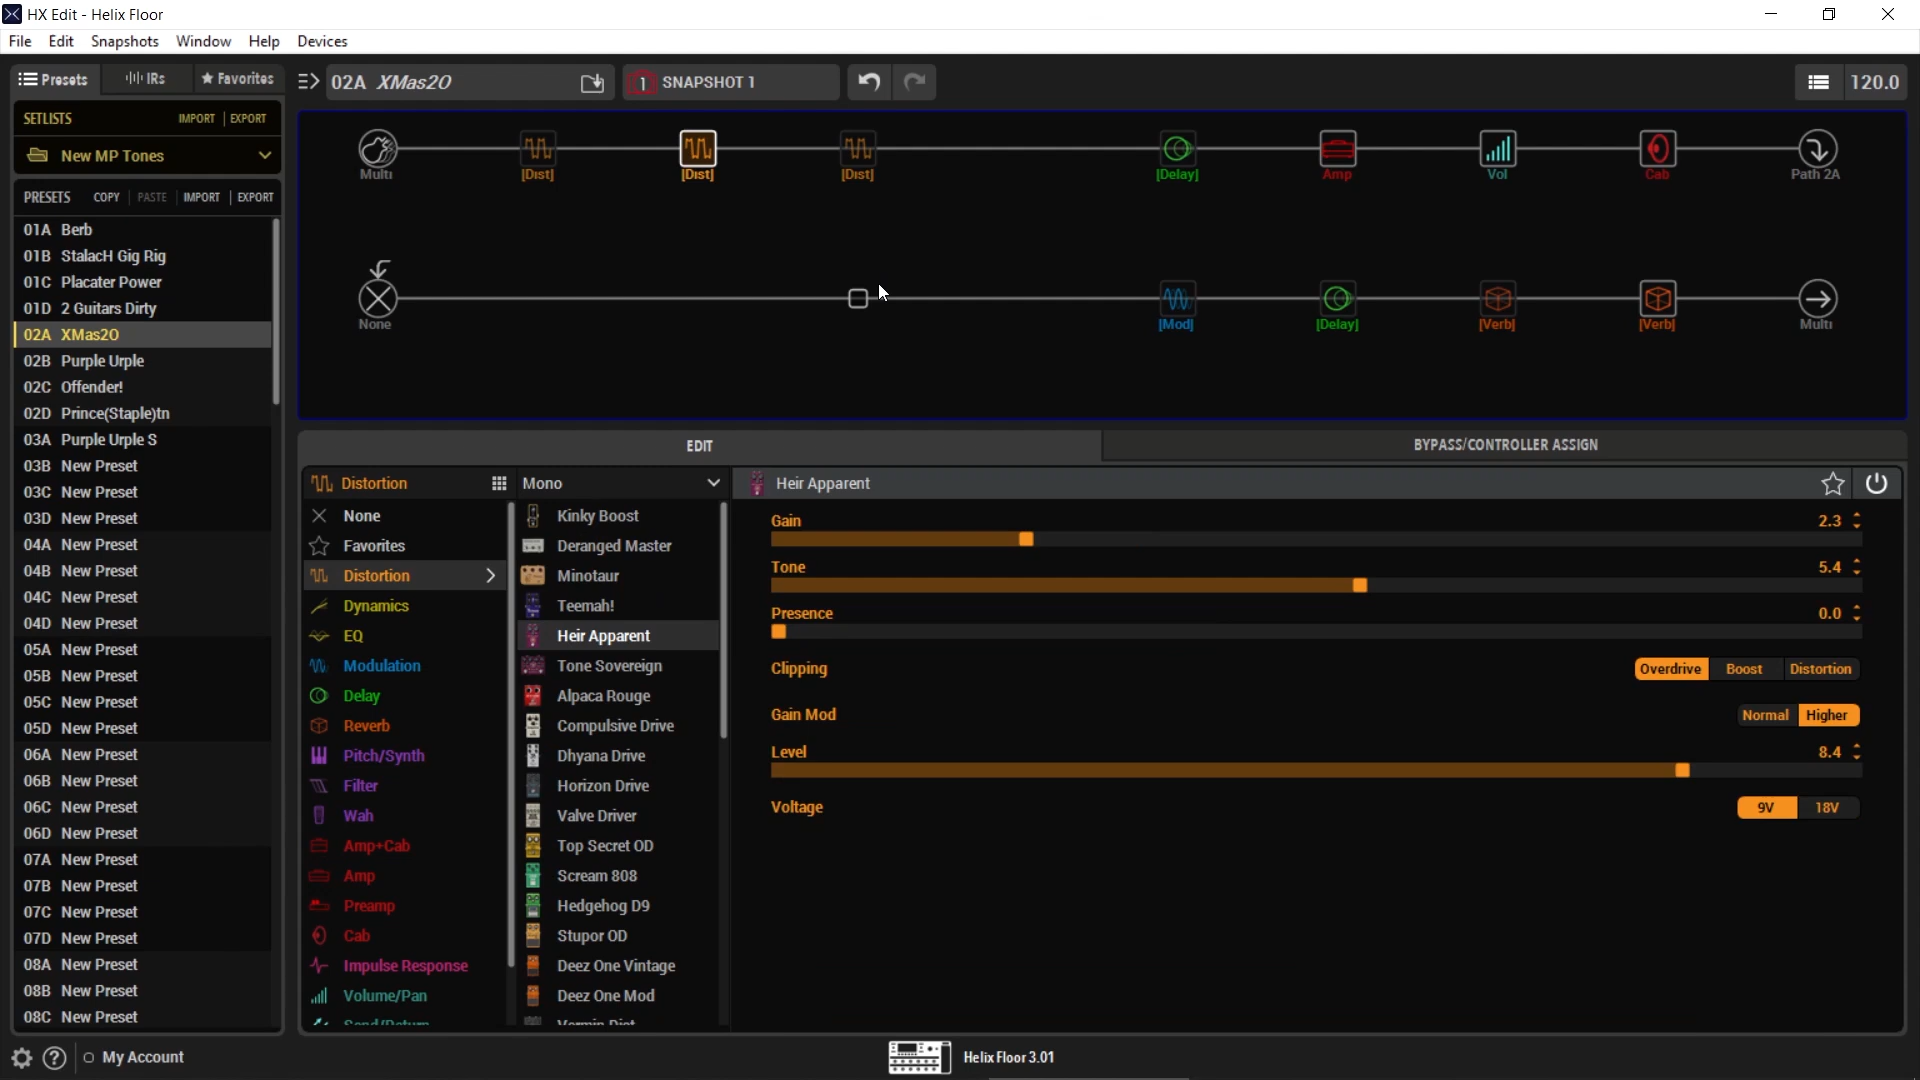 HX Edit - Helix Floor
File Edit Snapshots Window Help Devices
Presets IRs Favorites
02A XMas2O
1 SNAPSHOT 1
120.0
SETLISTS IMPORT EXPORT
New MP Tones
PRESETS COPY PASTE IMPORT EXPORT
01A Berb
01B StalacH Gig Rig
01C Placater Power
01D 2 Guitars Dirty
02A XMas2O
02B Purple Urple
02C Offender!
02D Prince(Staple)tn
03A Purple Urple S
03B New Preset
03C New Preset
03D New Preset
04A New Preset
04B New Preset
04C New Preset
04D New Preset
05A New Preset
05B New Preset
05C New Preset
05D New Preset
06A New Preset
06B New Preset
06C New Preset
06D New Preset
07A New Preset
07B New Preset
07C New Preset
07D New Preset
08A New Preset
08B New Preset
08C New Preset
Multi [Dist] [Dist] [Dist] [Delay] Amp Vol Cab Path 2A
None [Mod] [Delay] [Verb] [Verb] Multi
EDIT BYPASS/CONTROLLER ASSIGN
Distortion
None
Favorites
Distortion
Dynamics
EQ
Modulation
Delay
Reverb
Pitch/Synth
Filter
Wah
Amp+Cab
Amp
Preamp
Cab
Impulse Response
Volume/Pan
Send/Return
Mono
Kinky Boost
Deranged Master
Minotaur
Teemah!
Heir Apparent
Tone Sovereign
Alpaca Rouge
Compulsive Drive
Dhyana Drive
Horizon Drive
Valve Driver
Top Secret OD
Scream 808
Hedgehog D9
Stupor OD
Deez One Vintage
Deez One Mod
Vermin Dist
Heir Apparent
Gain 2.3
Tone 5.4
Presence 0.0
Clipping Overdrive Boost Distortion
Gain Mod Normal Higher
Level 8.4
Voltage 9V 18V
My Account
Helix Floor 3.01